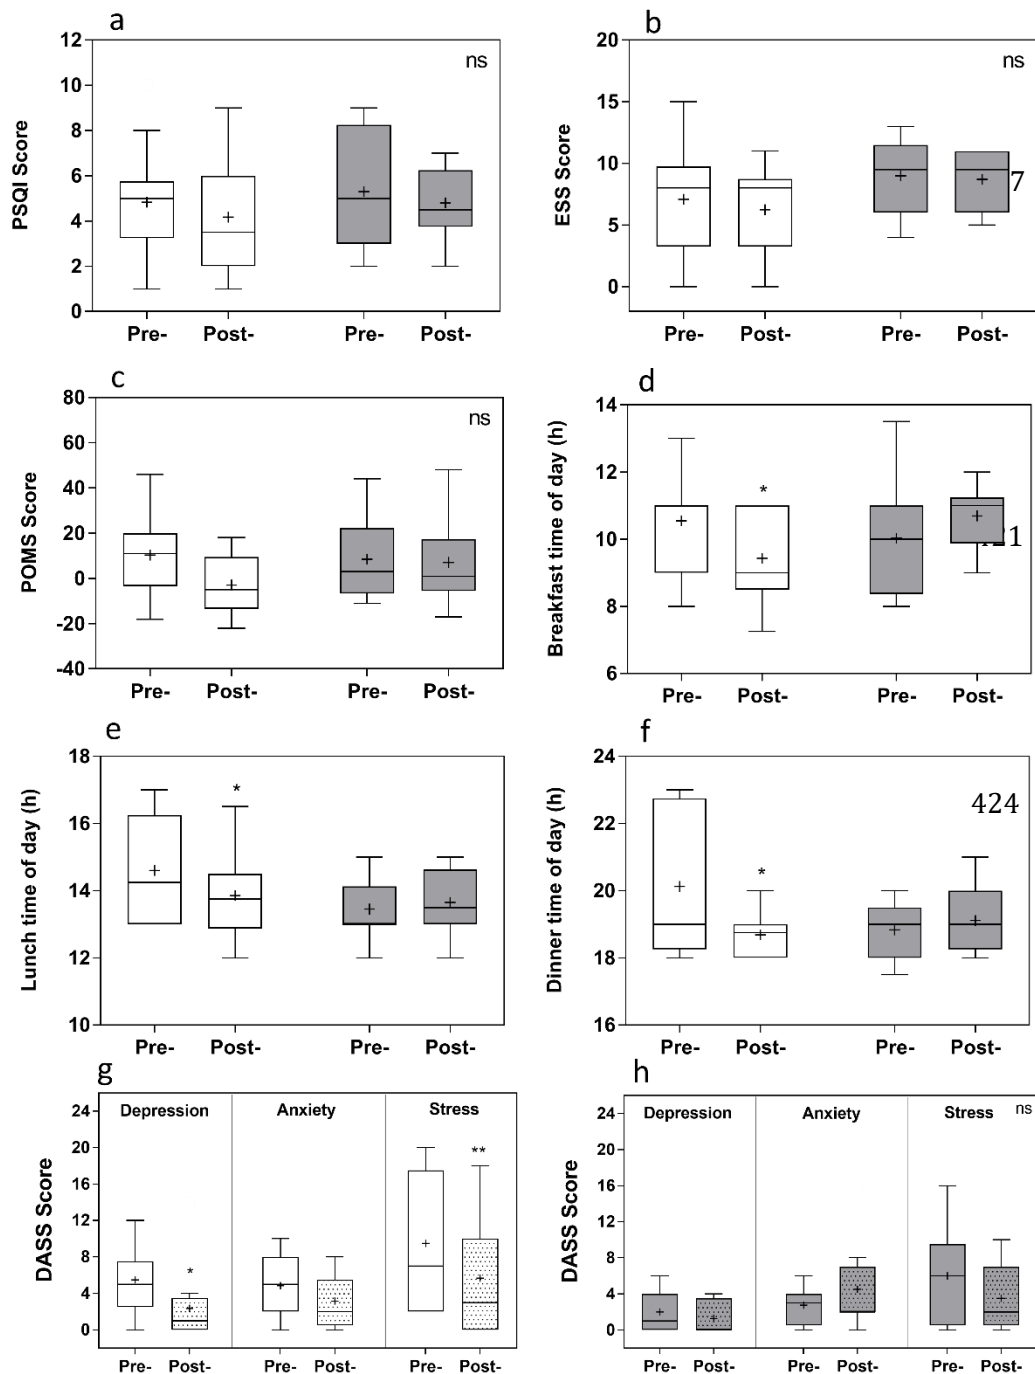 a
PSQI Score
12
10
8
6
4
2
0
ns
Pre- Post- Pre- Post-
b
ESS Score
20
15
10
5
0
ns
7
Pre- Post- Pre- Post-
c
POMS Score
80
60
40
20
0
-20
-40
ns
Pre- Post- Pre- Post-
d
Breakfast time of day (h)
14
12
10
8
6
*
421
Pre- Post- Pre- Post-
e
Lunch time of day (h)
18
16
14
12
10
*
Pre- Post- Pre- Post-
f
Dinner time of day (h)
24
22
20
18
16
424
*
Pre- Post- Pre- Post-
g
DASS Score
24
20
16
12
8
4
0
Depression Anxiety Stress
* **
Pre- Post- Pre- Post- Pre- Post-
h
DASS Score
24
20
16
12
8
4
0
Depression Anxiety Stress ns
Pre- Post- Pre- Post- Pre- Post-